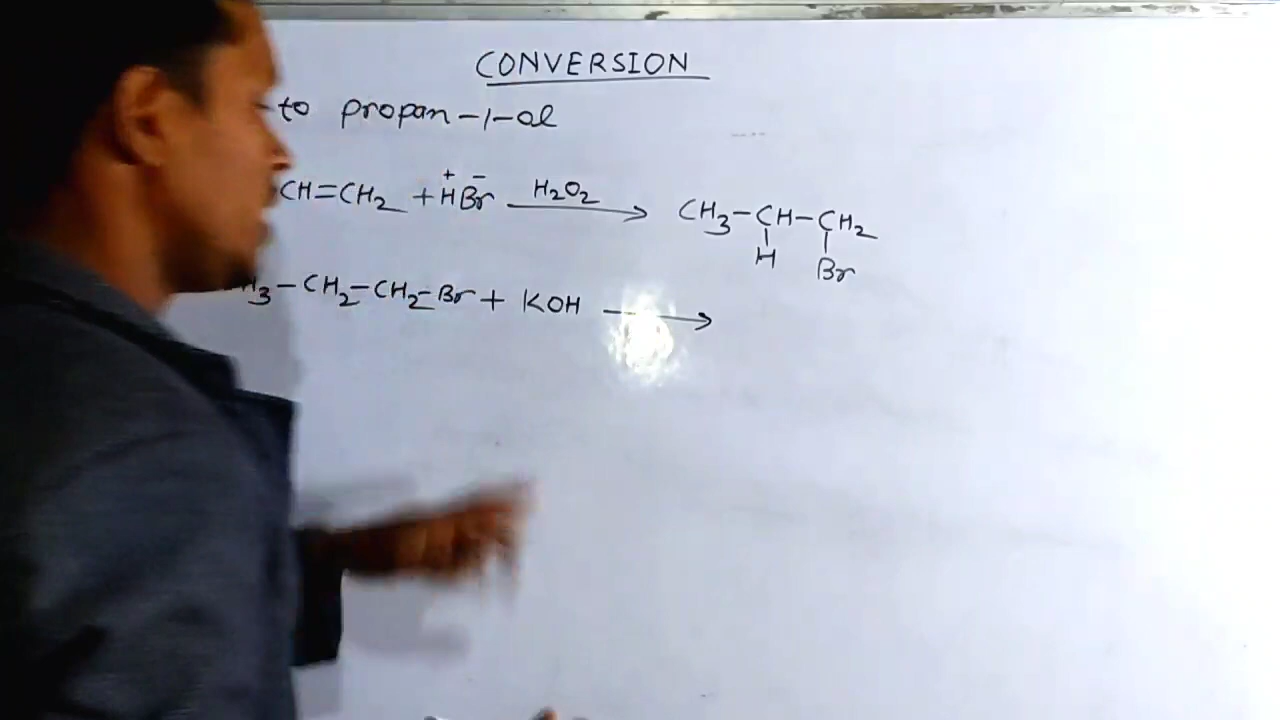 CONVERSION
to propan-1-ol
CH=CH₂ + H⁺Br⁻ —H₂O₂→ CH₃-CH-CH₂
H Br
H₃-CH₂-CH₂-Br + KOH →